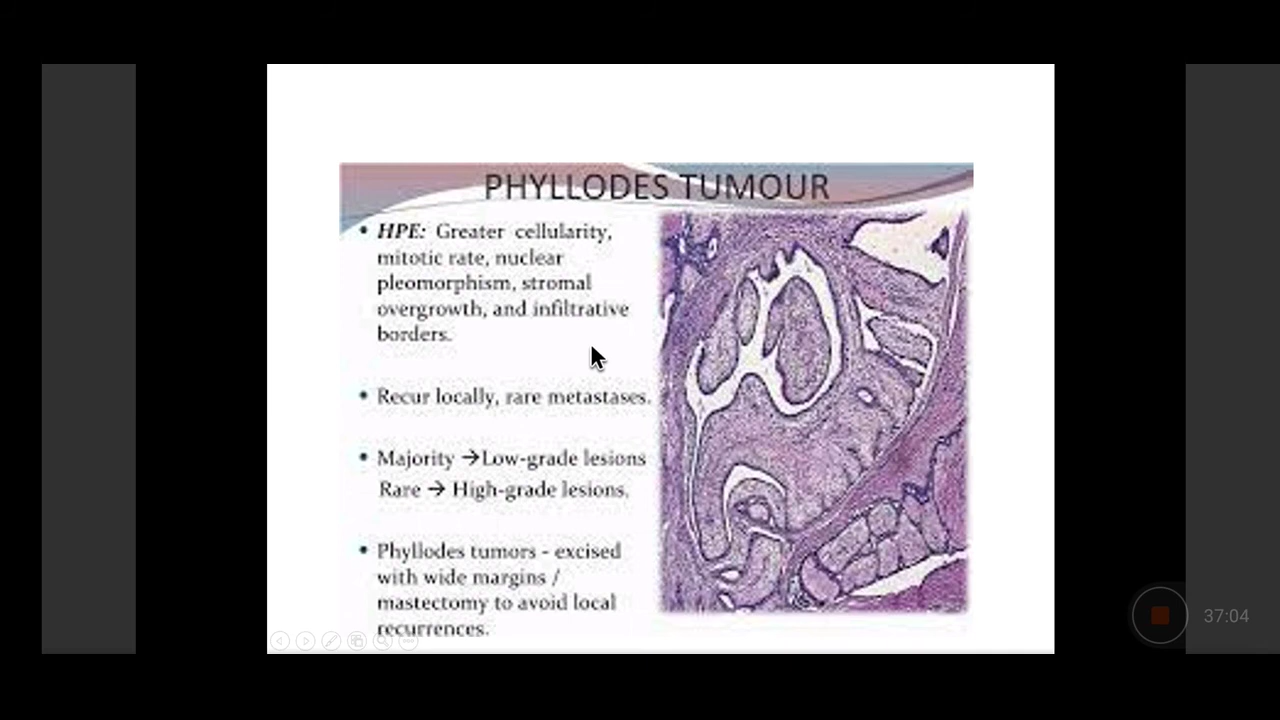 PHYLLODES TUMOUR
• HPE: Greater cellularity,
mitotic rate, nuclear
pleomorphism, stromal
overgrowth, and infiltrative
borders.
• Recur locally, rare metastases.
• Majority →Low-grade lesions
Rare → High-grade lesions.
• Phyllodes tumors - excised
with wide margins /
mastectomy to avoid local
recurrences.
37:04